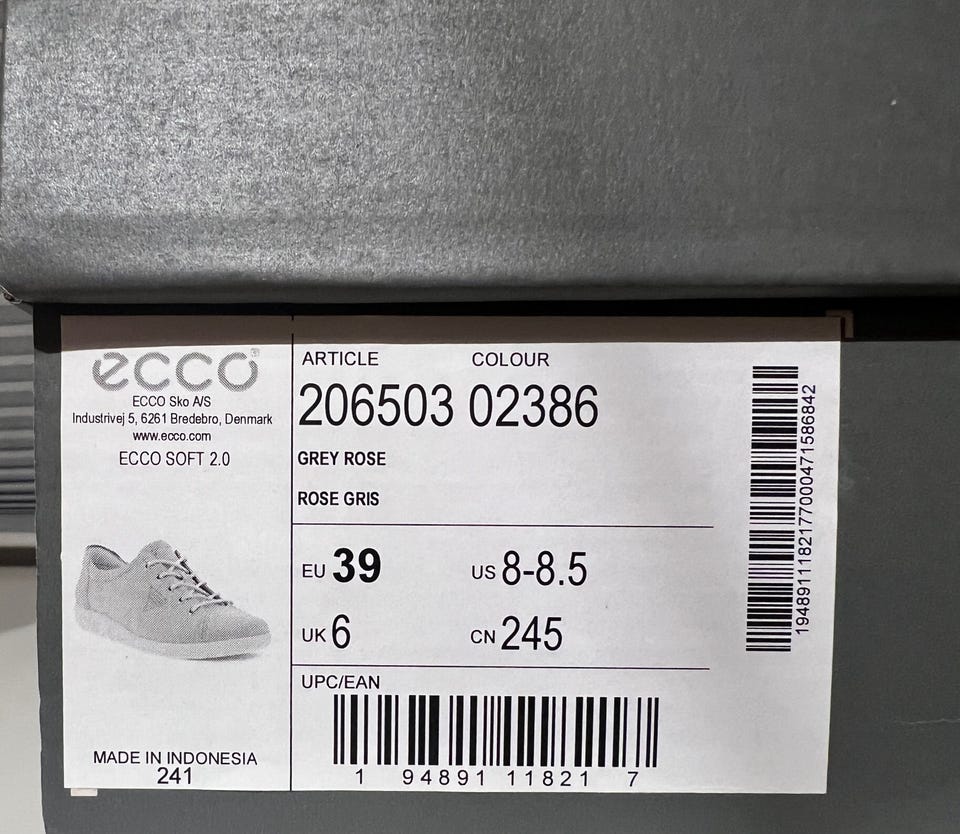 ecco
ECCO Sko A/S
Industrivej 5, 6261 Bredebro, Denmark
www.ecco.com
ECCO SOFT 2.0
MADE IN INDONESIA
241
ARTICLE COLOUR
206503 02386
GREY ROSE
ROSE GRIS
EU 39 US 8-8.5
UK 6 CN 245
UPC/EAN
1 94891 11821 7
1948911182177000471586842